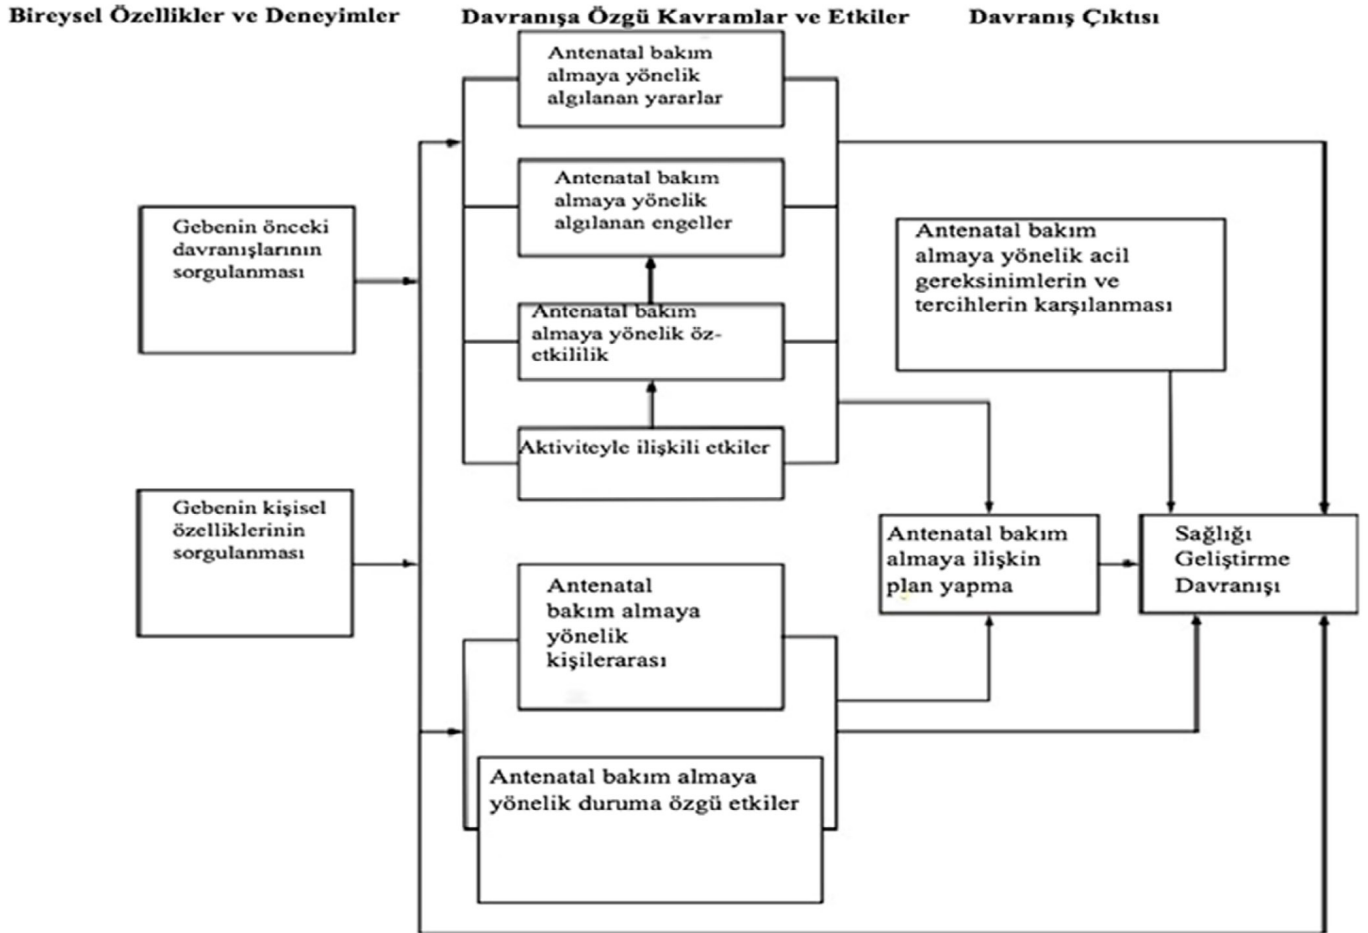 Bireysel Özellikler ve Deneyimler
Davranışa Özgü Kavramlar ve Etkiler
Davranış Çıktısı
Gebenin önceki
davranışlarının
sorgulanması
Gebenin kişisel
özelliklerinin
sorgulanması
Antenatal bakım
almaya yönelik
algılanan yararlar
Antenatal bakım
almaya yönelik
algılanan engeller
Antenatal bakım
almaya yönelik öz-
etkililik
Aktiviteyle ilişkili etkiler
Antenatal
bakım almaya
yönelik
kişilerarası
Antenatal bakım almaya
yönelik duruma özgü etkiler
Antenatal bakım
almaya yönelik acil
gereksinimlerin ve
tercihlerin karşılanması
Antenatal bakım
almaya ilişkin
plan yapma
Sağlığı
Geliştirme
Davranışı